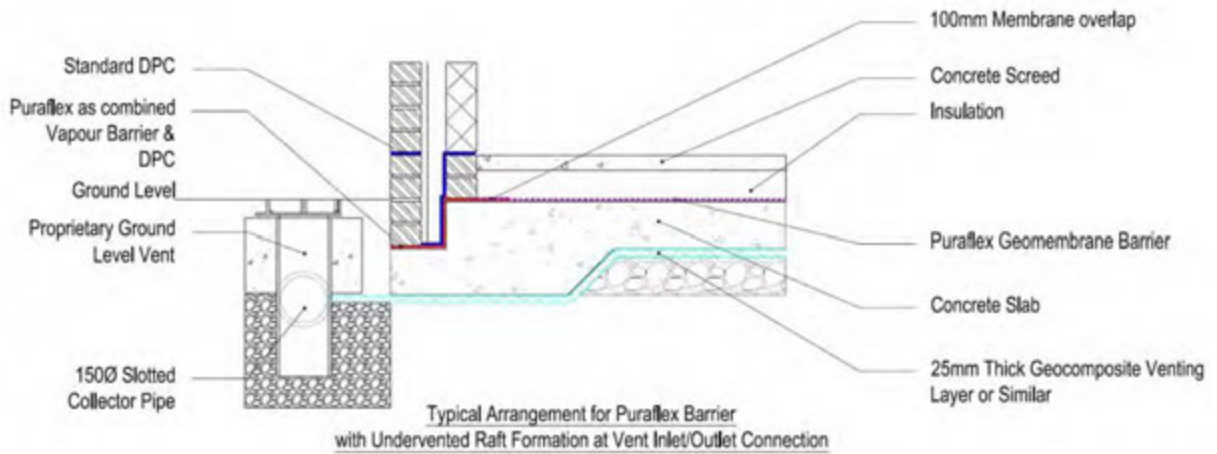 Standard DPC
Puraflex as combined
Vapour Barrier &
DPC
Ground Level
Proprietary Ground
Level Vent
150Ø Slotted
Collector Pipe
100mm Membrane overlap
Concrete Screed
Insulation
Puraflex Geomembrane Barrier
Concrete Slab
25mm Thick Geocomposite Venting
Layer or Similar
Typical Arrangement for Puraflex Barrier
with Undervented Raft Formation at Vent Inlet/Outlet Connection